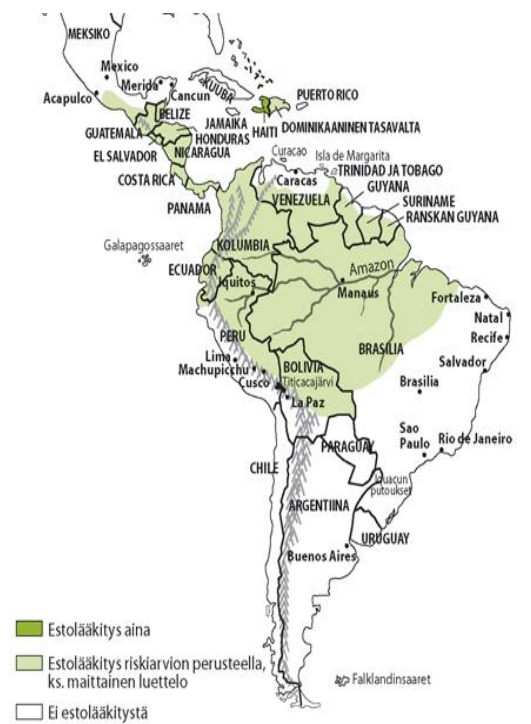 MEKSIKO
Mexico
Merida
Cancun
Acapulco
KUUBA
PUERTO RICO
BELIZE
JAMAIKA
HAITI
DOMINIKAANINEN TASAVALTA
GUATEMALA
HONDURAS
EL SALVADOR
NICARAGUA
Curacao
Isla de Margarita
TRINIDAD JA TOBAGO
COSTA RICA
Caracas
GUYANA
VENEZUELA
SURINAME
PANAMA
RANSKAN GUYANA
Galapagossaaret
KOLUMBIA
ECUADOR
Amazon
Iquitos
Manaus
Fortaleza
Natal
PERU
BRASILIA
Recife
Lima
BOLIVIA
Salvador
Machupicchu
Titicacajärvi
Cusco
Brasilia
La Paz
Sao
Paulo
Rio de Janeiro
PARAGUAY
CHILE
Iguacun
putoukset
ARGENTIINA
URUGUAY
Buenos Aires
Estolääkitys aina
Estolääkitys riskiarvion perusteella,
ks. maittainen luettelo
Falklandinsaaret
Ei estolääkitystä